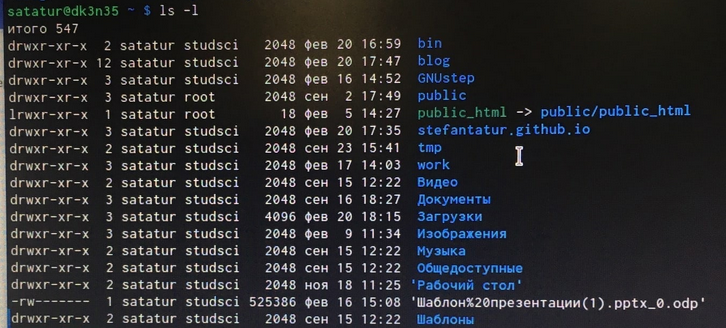 satatur@dk3n35 ~ $ ls -l
итого 547
drwxr-xr-x  2 satatur studsci   2048 фев 20 16:59  bin
drwxr-xr-x 12 satatur studsci   2048 фев 20 17:47  blog
drwxr-xr-x  3 satatur studsci   2048 фев 16 14:52  GNUstep
drwxr-xr-x  3 satatur root      2048 сен  2 17:49  public
lrwxr-xr-x  1 satatur root        18 фев  5 14:27  public_html -> public/public_html
drwxr-xr-x  3 satatur studsci   2048 фев 20 17:35  stefantatur.github.io
drwxr-xr-x  2 satatur studsci   2048 сен 23 15:41  tmp
drwxr-xr-x  3 satatur studsci   2048 фев 17 14:03  work
drwxr-xr-x  2 satatur studsci   2048 сен 15 12:22  Видео
drwxr-xr-x  3 satatur studsci   2048 сен 16 18:27  Документы
drwxr-xr-x  3 satatur studsci   4096 фев 20 18:15  Загрузки
drwxr-xr-x  3 satatur studsci   2048 фев  9 11:34  Изображения
drwxr-xr-x  2 satatur studsci   2048 сен 15 12:22  Музыка
drwxr-xr-x  2 satatur studsci   2048 сен 15 12:22  Общедоступные
drwxr-xr-x  2 satatur studsci   2048 ноя 18 11:25 'Рабочий стол'
-rw-------  1 satatur studsci 525386 фев 16 15:08 'Шаблон%20презентации(1).pptx_0.odp'
drwxr-xr-x  2 satatur studsci   2048 сен 15 12:22  Шаблоны